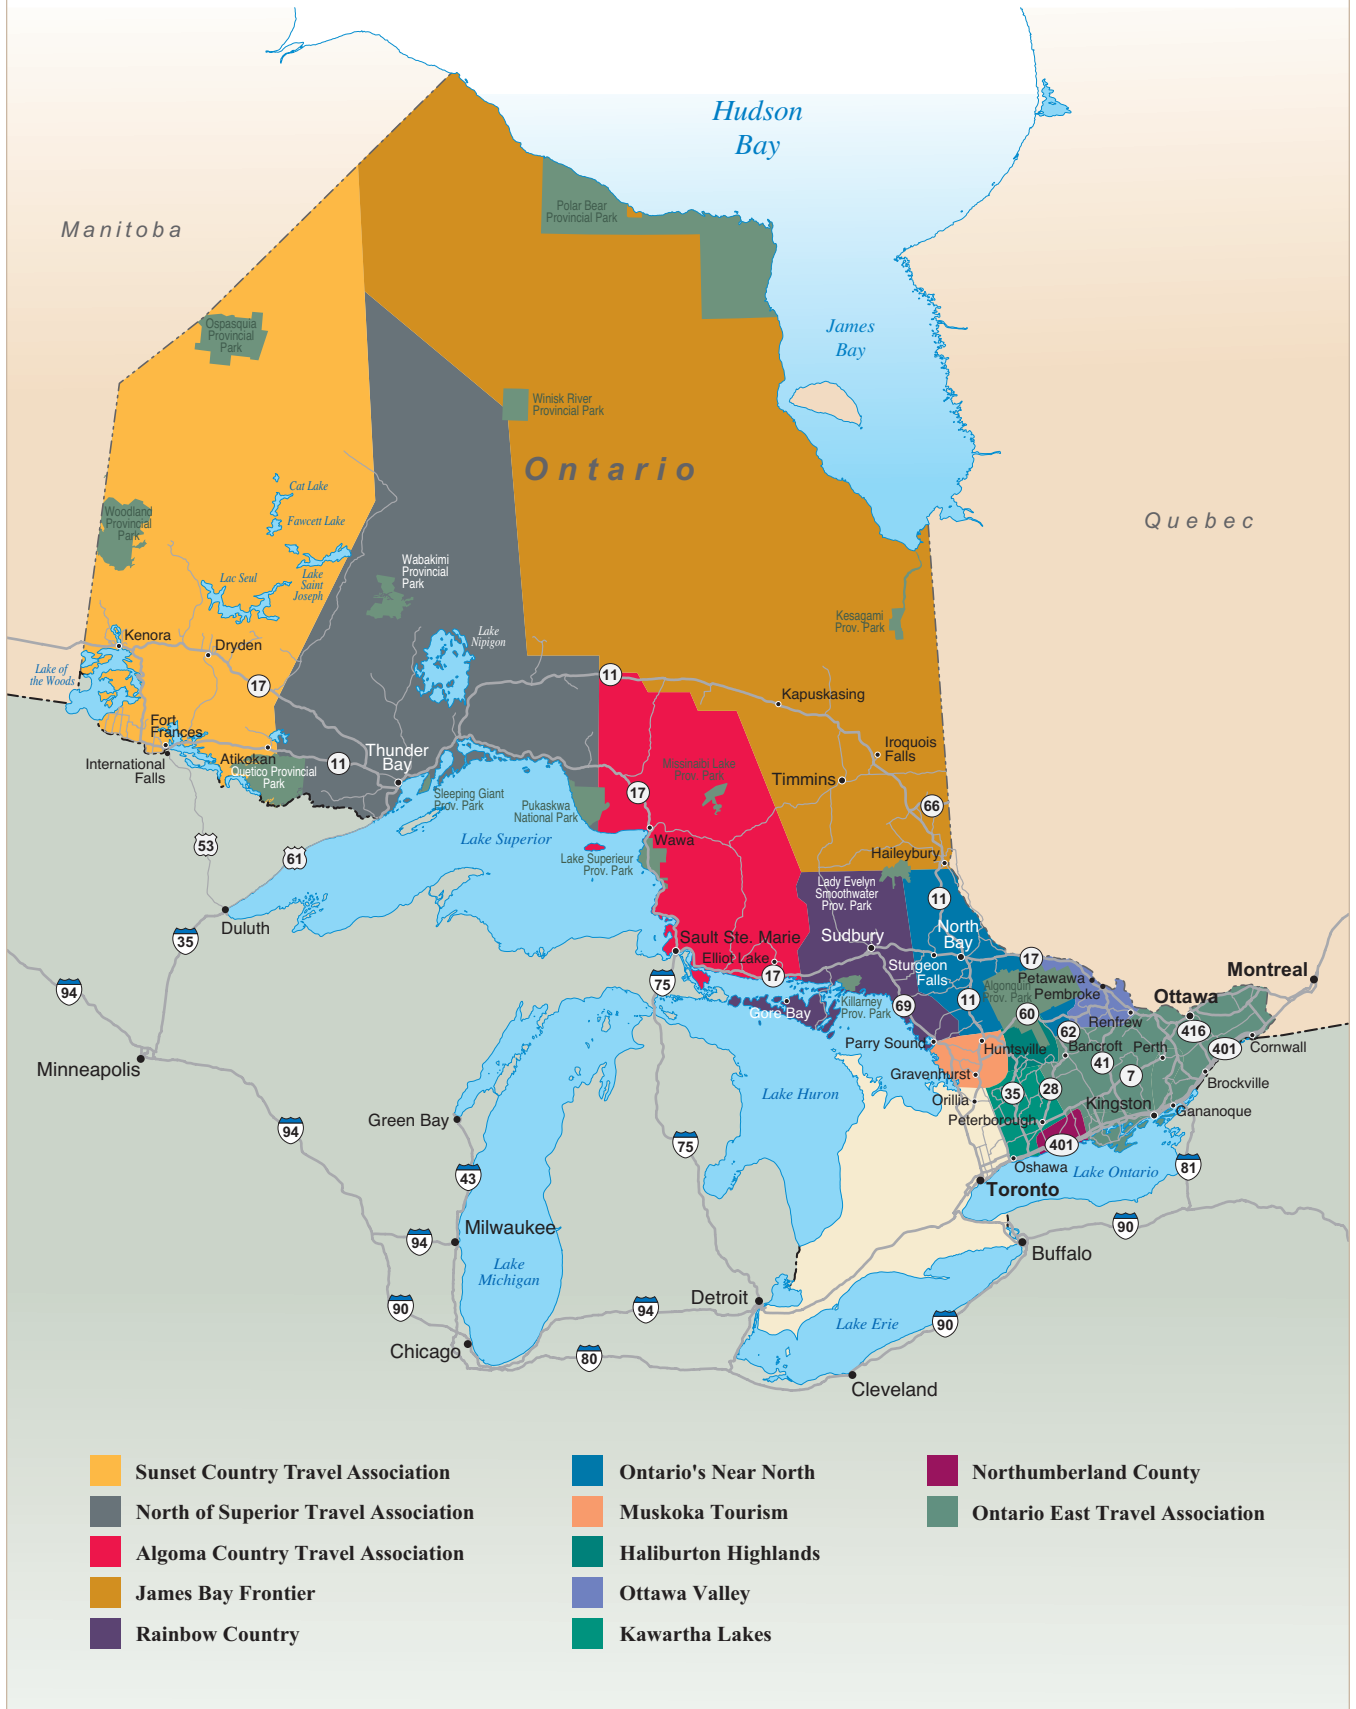 Hudson
Bay
Manitoba
Polar Bear
Provincial Park
Ospasquia
Provincial
Park
James
Bay
Winisk River
Provincial Park
Ontario
Cat Lake
Fawcett Lake
Woodland
Provincial
Park
Quebec
Wabakimi
Provincial
Park
Lac Seul
Lake
Saint
Joseph
Kesagami
Prov. Park
Kenora
Lake
Nipigon
Dryden
Lake of
the Woods
17
11
Kapuskasing
Fort
Frances
Iroquois
Falls
International
Falls
Atikokan
Quetico Provincial
Park
11
Thunder
Bay
Missinaibi Lake
Prov. Park
Timmins
Sleeping Giant
Prov. Park
Pukaskwa
National Park
17
66
53
61
Lake Superior
Wawa
Lake Superieur
Prov. Park
Haileybury
Lady Evelyn
Smoothwater
Prov. Park
11
Duluth
35
Sault Ste. Marie
Elliot Lake
Sudbury
North
Bay
Sturgeon
Falls
17
17
75
94
Petawawa
Pembroke
Algonquin
Prov. Park
Montreal
Ottawa
Gore Bay
Killarney
Prov. Park
69
11
60
Renfrew
62
416
Minneapolis
Parry Sound
Huntsville
Bancroft
Perth
401
Cornwall
41
7
Gravenhurst
35
28
Brockville
Lake Huron
Orillia
Kingston
Gananoque
Green Bay
Peterborough
94
75
401
43
Oshawa
Lake Ontario
81
Toronto
Milwaukee
94
90
Buffalo
Lake
Michigan
Detroit
90
94
Lake Erie
90
Chicago
80
Cleveland
Sunset Country Travel Association
North of Superior Travel Association
Algoma Country Travel Association
James Bay Frontier
Rainbow Country
Ontario's Near North
Muskoka Tourism
Haliburton Highlands
Ottawa Valley
Kawartha Lakes
Northumberland County
Ontario East Travel Association